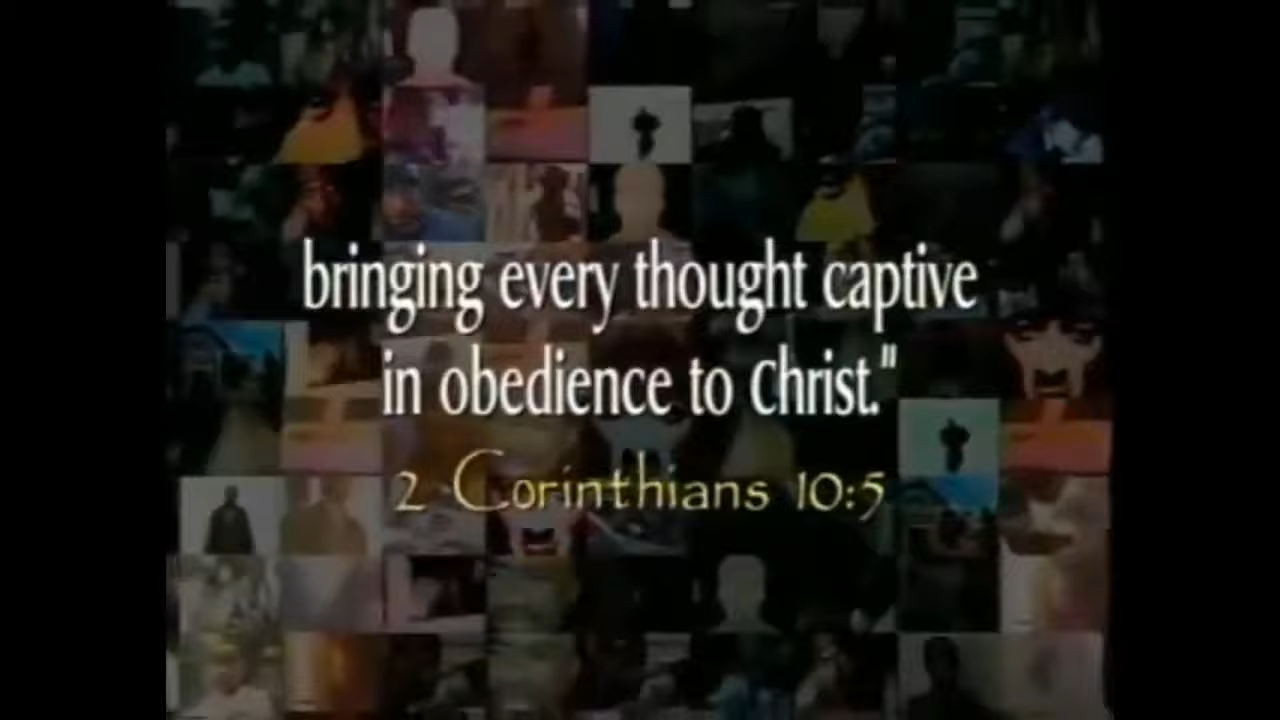 bringing every thought captive
in obedience to Christ."
2 Corinthians 10:5